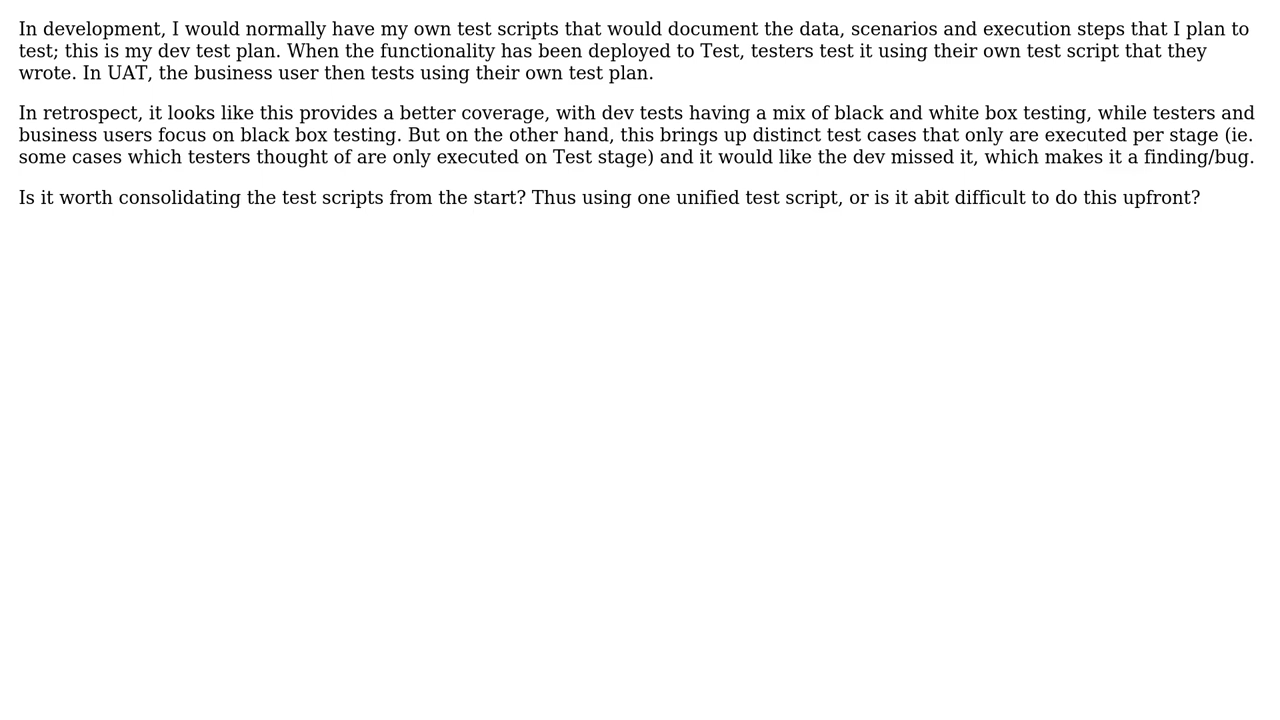 In development, I would normally have my own test scripts that would document the data, scenarios and execution steps that I plan to
test; this is my dev test plan. When the functionality has been deployed to Test, testers test it using their own test script that they
wrote. In UAT, the business user then tests using their own test plan.
In retrospect, it looks like this provides a better coverage, with dev tests having a mix of black and white box testing, while testers and
business users focus on black box testing. But on the other hand, this brings up distinct test cases that only are executed per stage (ie.
some cases which testers thought of are only executed on Test stage) and it would like the dev missed it, which makes it a finding/bug.
Is it worth consolidating the test scripts from the start? Thus using one unified test script, or is it abit difficult to do this upfront?